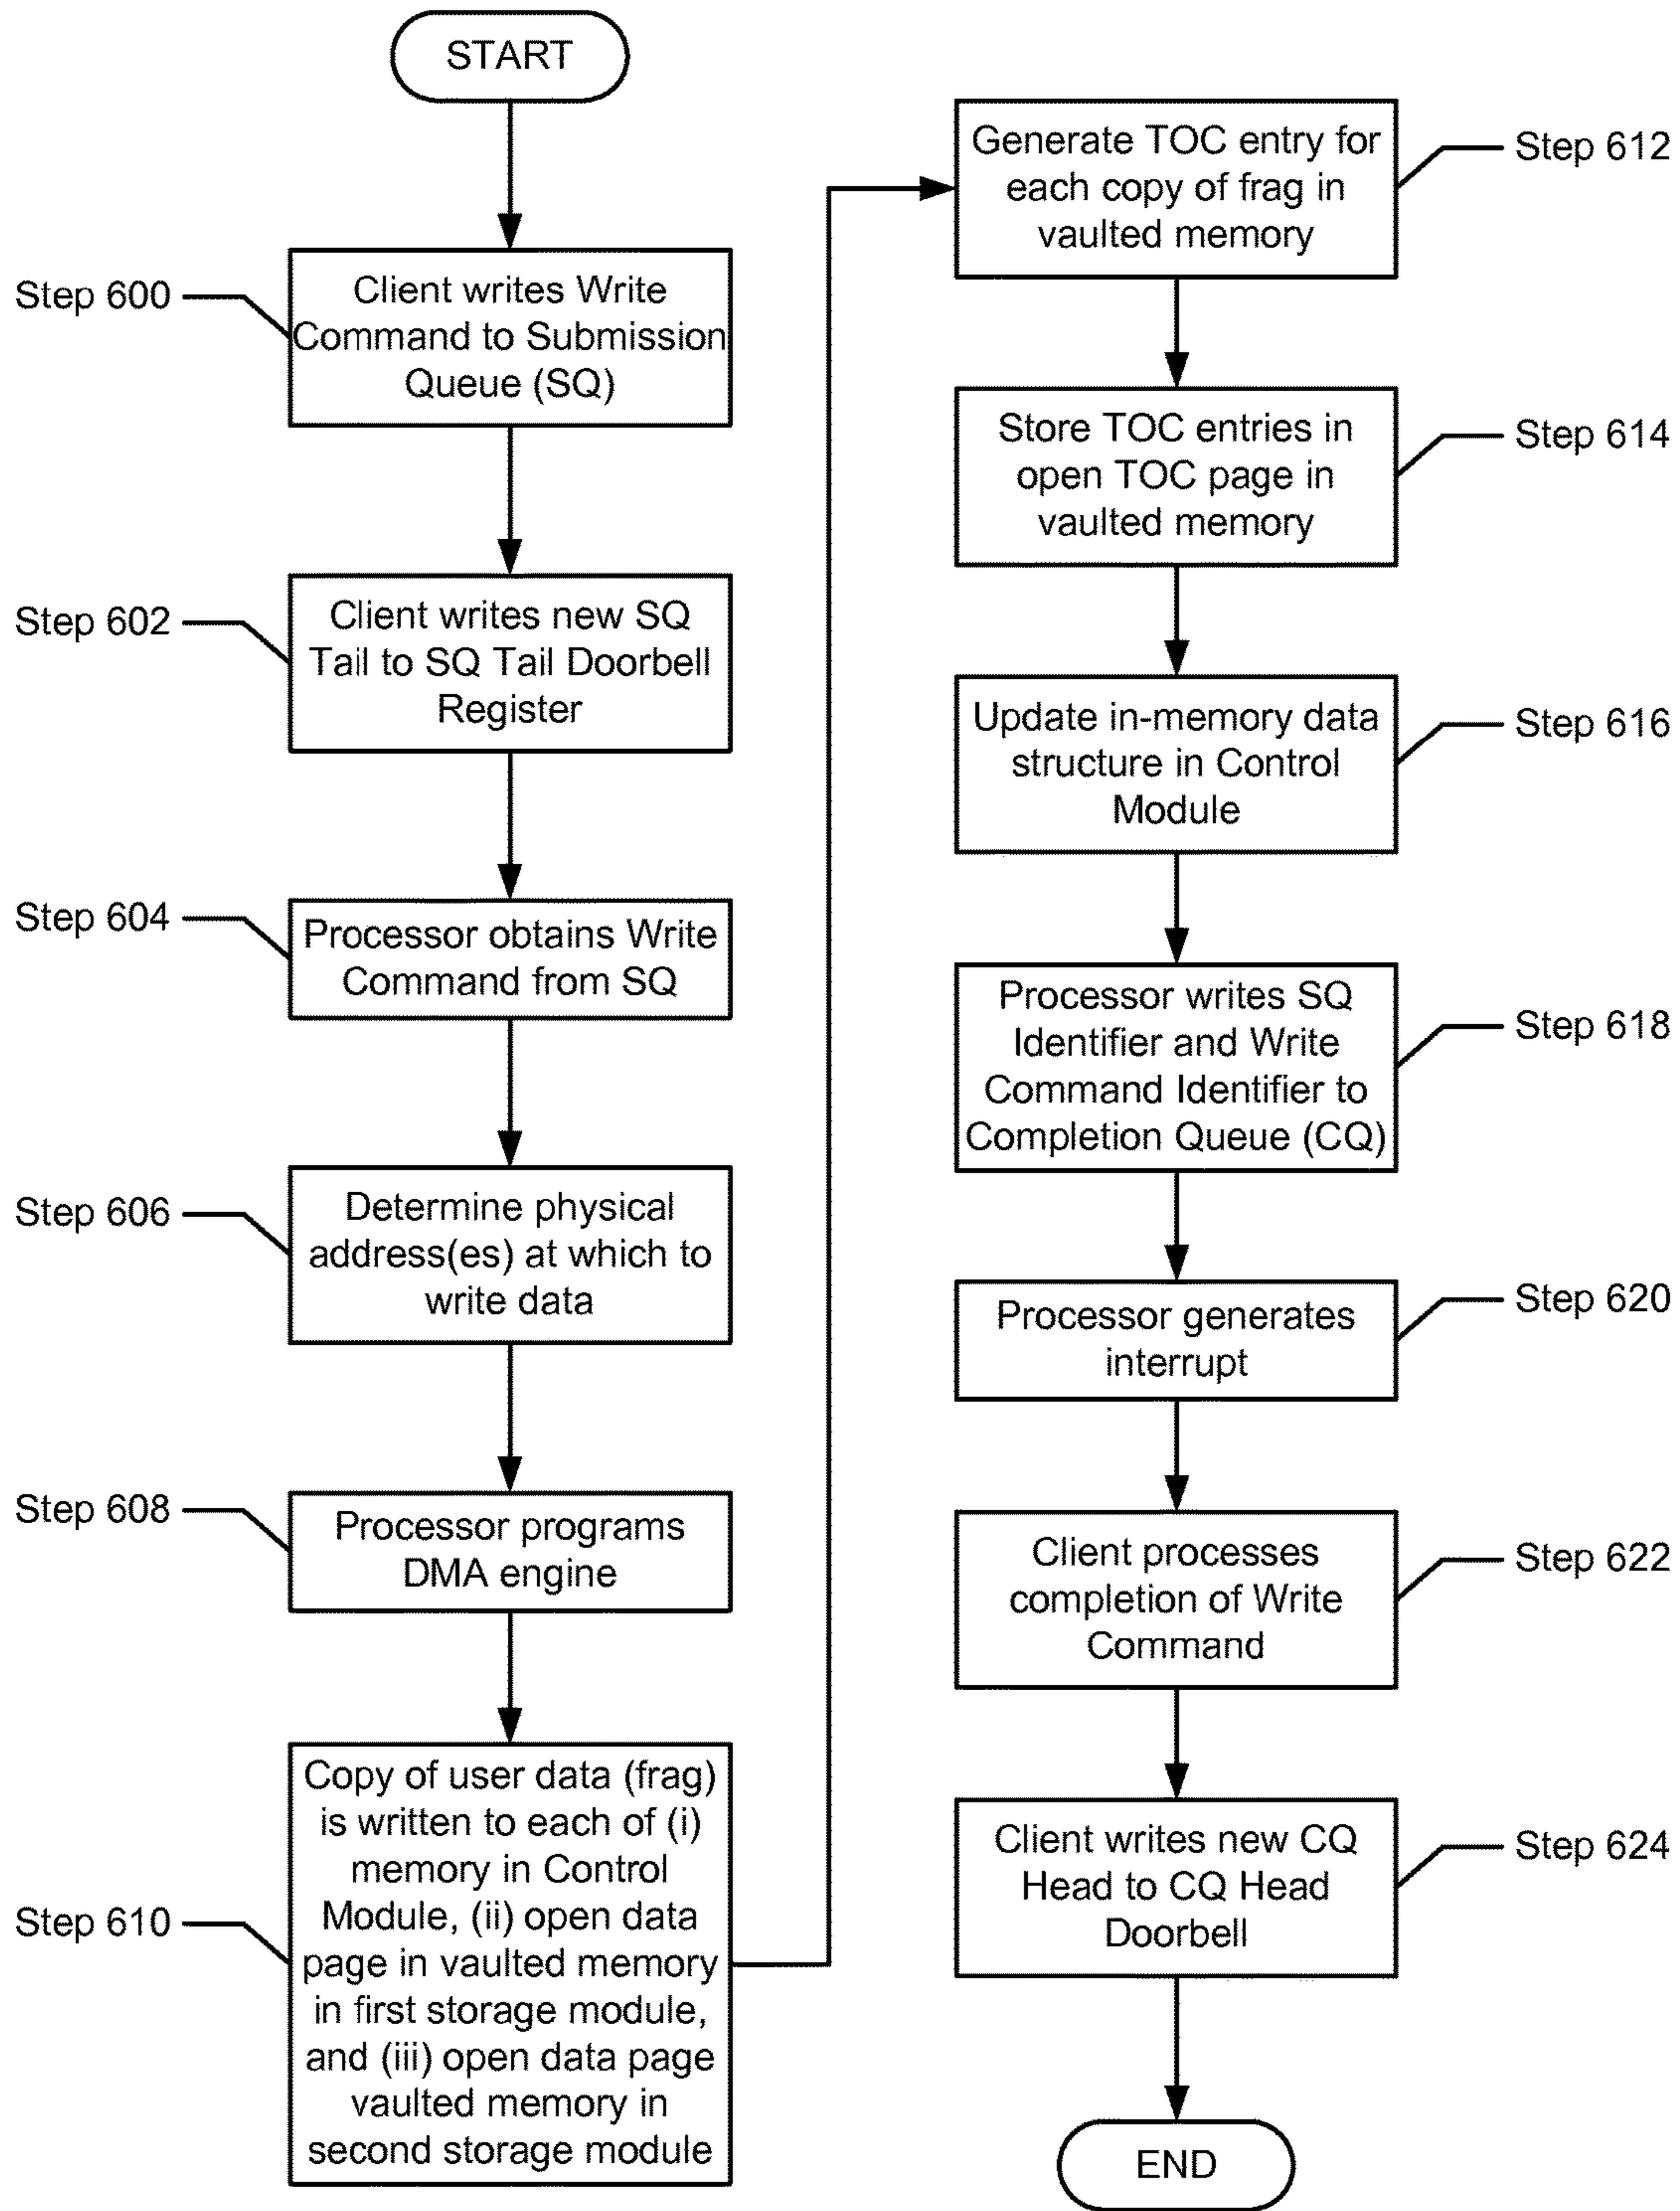 START
Step 600
Client writes Write
Command to Submission
Queue (SQ)
Step 602
Client writes new SQ
Tail to SQ Tail Doorbell
Register
Step 604
Processor obtains Write
Command from SQ
Step 606
Determine physical
address(es) at which to
write data
Step 608
Processor programs
DMA engine
Step 610
Copy of user data (frag)
is written to each of (i)
memory in Control
Module, (ii) open data
page in vaulted memory
in first storage module,
and (iii) open data page
vaulted memory in
second storage module
Generate TOC entry for
each copy of frag in
vaulted memory
Step 612
Store TOC entries in
open TOC page in
vaulted memory
Step 614
Update in-memory data
structure in Control
Module
Step 616
Processor writes SQ
Identifier and Write
Command Identifier to
Completion Queue (CQ)
Step 618
Processor generates
interrupt
Step 620
Client processes
completion of Write
Command
Step 622
Client writes new CQ
Head to CQ Head
Doorbell
Step 624
END